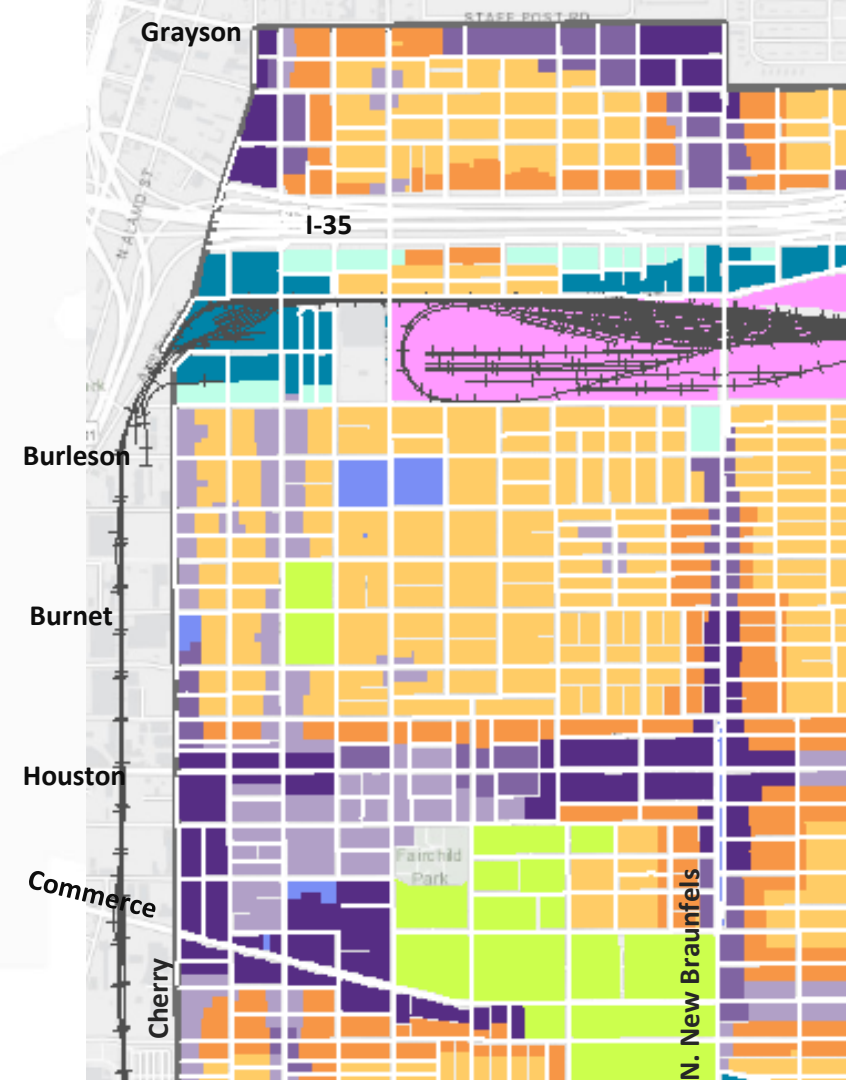 STAFF POST RD
Grayson
N ALAMO ST
I-35
Burleson
Burnet
Houston
Fairchild
Park
Commerce
Cherry
N. New Braunfels